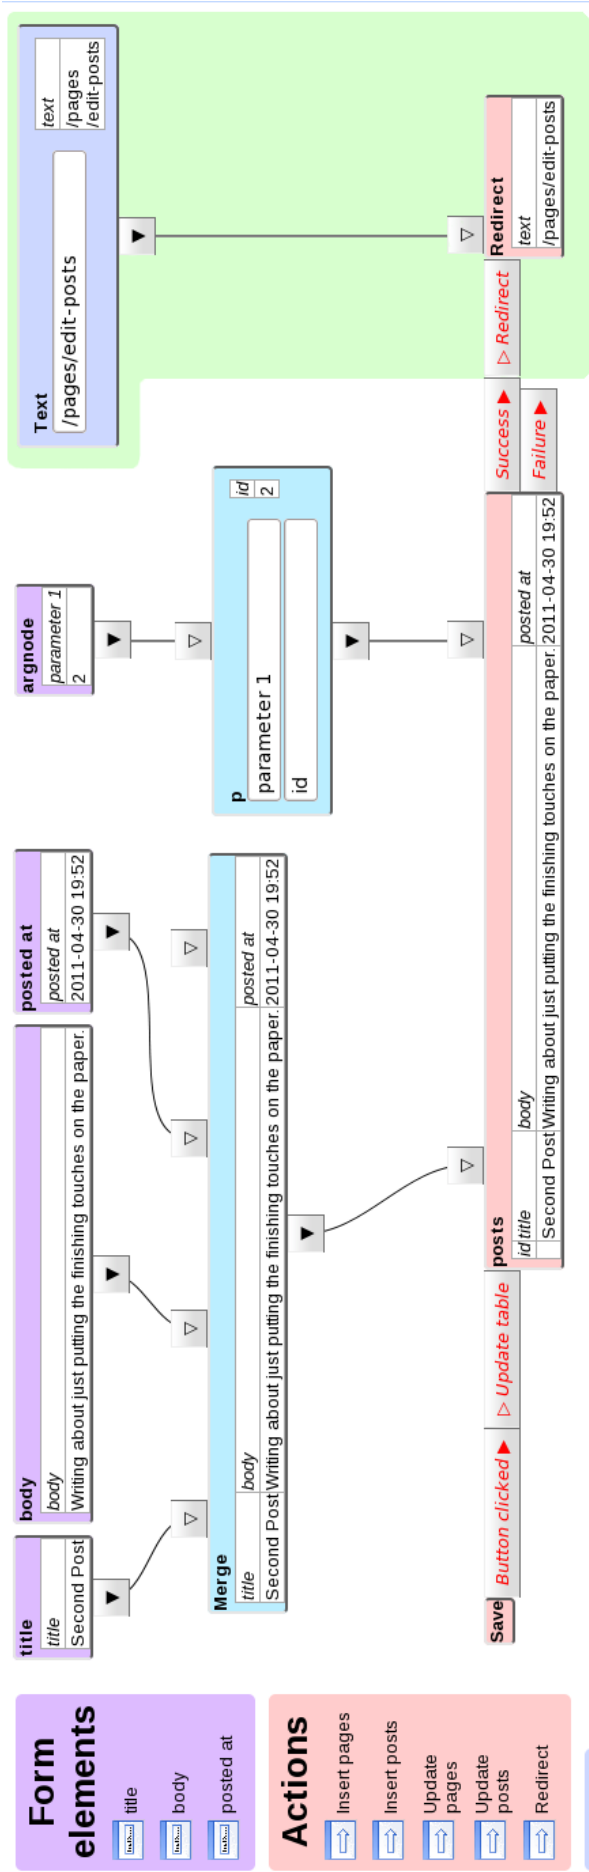 Form
elements
title
body
posted at
Actions
Insert pages
Insert posts
Update
pages
Update
posts
Redirect
title
title
Second Post
body
body
Writing about just putting the finishing touches on the paper.
posted at
posted at
2011-04-30 19:52
argnode
parameter 1
2
Text
/pages/edit-posts
text
/pages
/edit-posts
Merge
title body posted at
Second Post Writing about just putting the finishing touches on the paper. 2011-04-30 19:52
p
parameter 1
id
id
2
Save
Button clicked ▶
▷ Update table
posts
id title body posted at
Second Post Writing about just putting the finishing touches on the paper. 2011-04-30 19:52
Success ▶
Failure ▶
▷ Redirect
Redirect
text
/pages/edit-posts